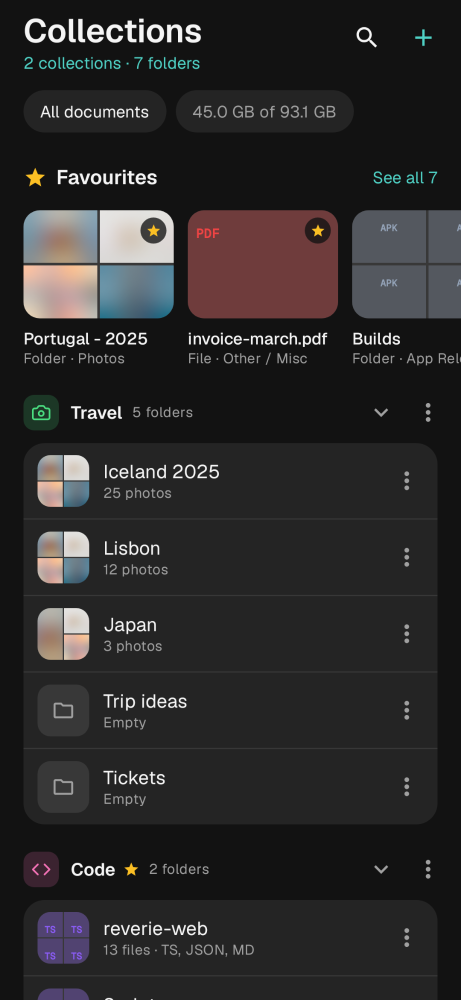 Collections
2 collections · 7 folders
All documents
45.0 GB of 93.1 GB
Favourites
See all 7
PDF
APK
APK
Portugal - 2025
Folder · Photos
invoice-march.pdf
File · Other / Misc
Builds
Folder · App Rele
Travel 5 folders
Iceland 2025
25 photos
Lisbon
12 photos
Japan
3 photos
Trip ideas
Empty
Tickets
Empty
Code 2 folders
TS TS
TS TS
reverie-web
13 files · TS, JSON, MD